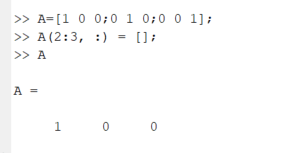 >> A=[1 0 0;0 1 0;0 0 1];
>> A(2:3, :) = [];
>> A
A =
1 0 0